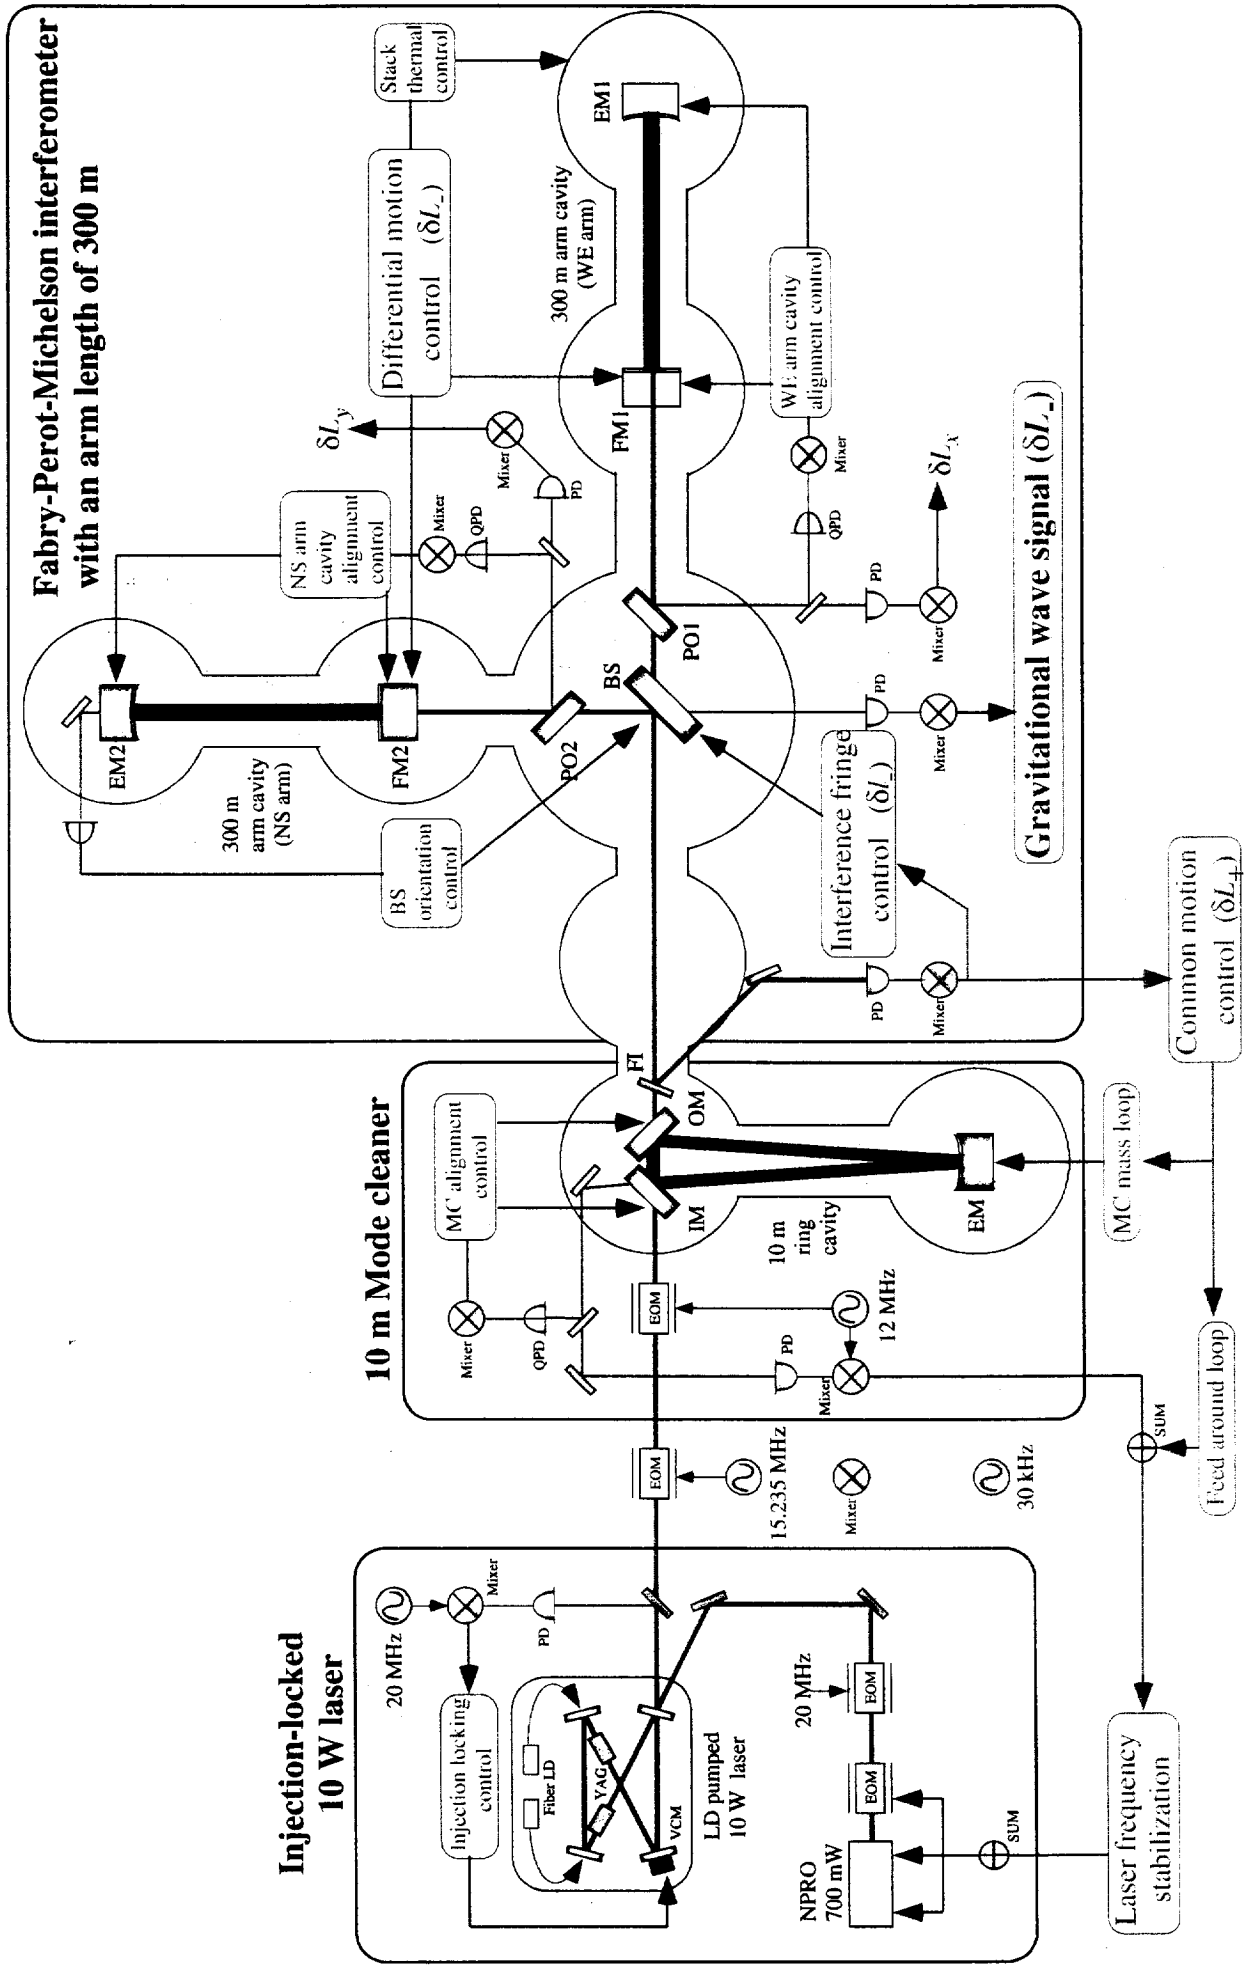 Injection-locked
10 W laser
20 MHz
Mixer
PD
Injection locking
control
Fiber LD
YAG
VCM
LD pumped
10 W laser
20 MHz
EOM
EOM
NPRO
700 mW
SUM
Laser frequency
stabilization
EOM
15.235 MHz
Mixer
30 kHz
SUM
Feed around loop
10 m Mode cleaner
MC alignment
control
Mixer
QPD
EOM
IM
OM
FI
10 m
ring
cavity
EM
12 MHz
PD
Mixer
MC mass loop
Common motion
control (δL₊)
Fabry-Perot-Michelson interferometer
with an arm length of 300 m
EM2
FM2
300 m
arm cavity
(NS arm)
BS
orientation
control
NS arm
cavity
alignment
control
Mixer
QPD
δLy
Mixer
PD
PO2
BS
PO1
Differential motion
control (δL₋)
Stack
thermal
control
300 m arm cavity
(WE arm)
FM1
EM1
WE arm cavity
alignment control
Mixer
QPD
PD
Mixer
δLx
PD
Mixer
Interference fringe
control (δl₋)
PD
Mixer
Gravitational wave signal (δL₋)